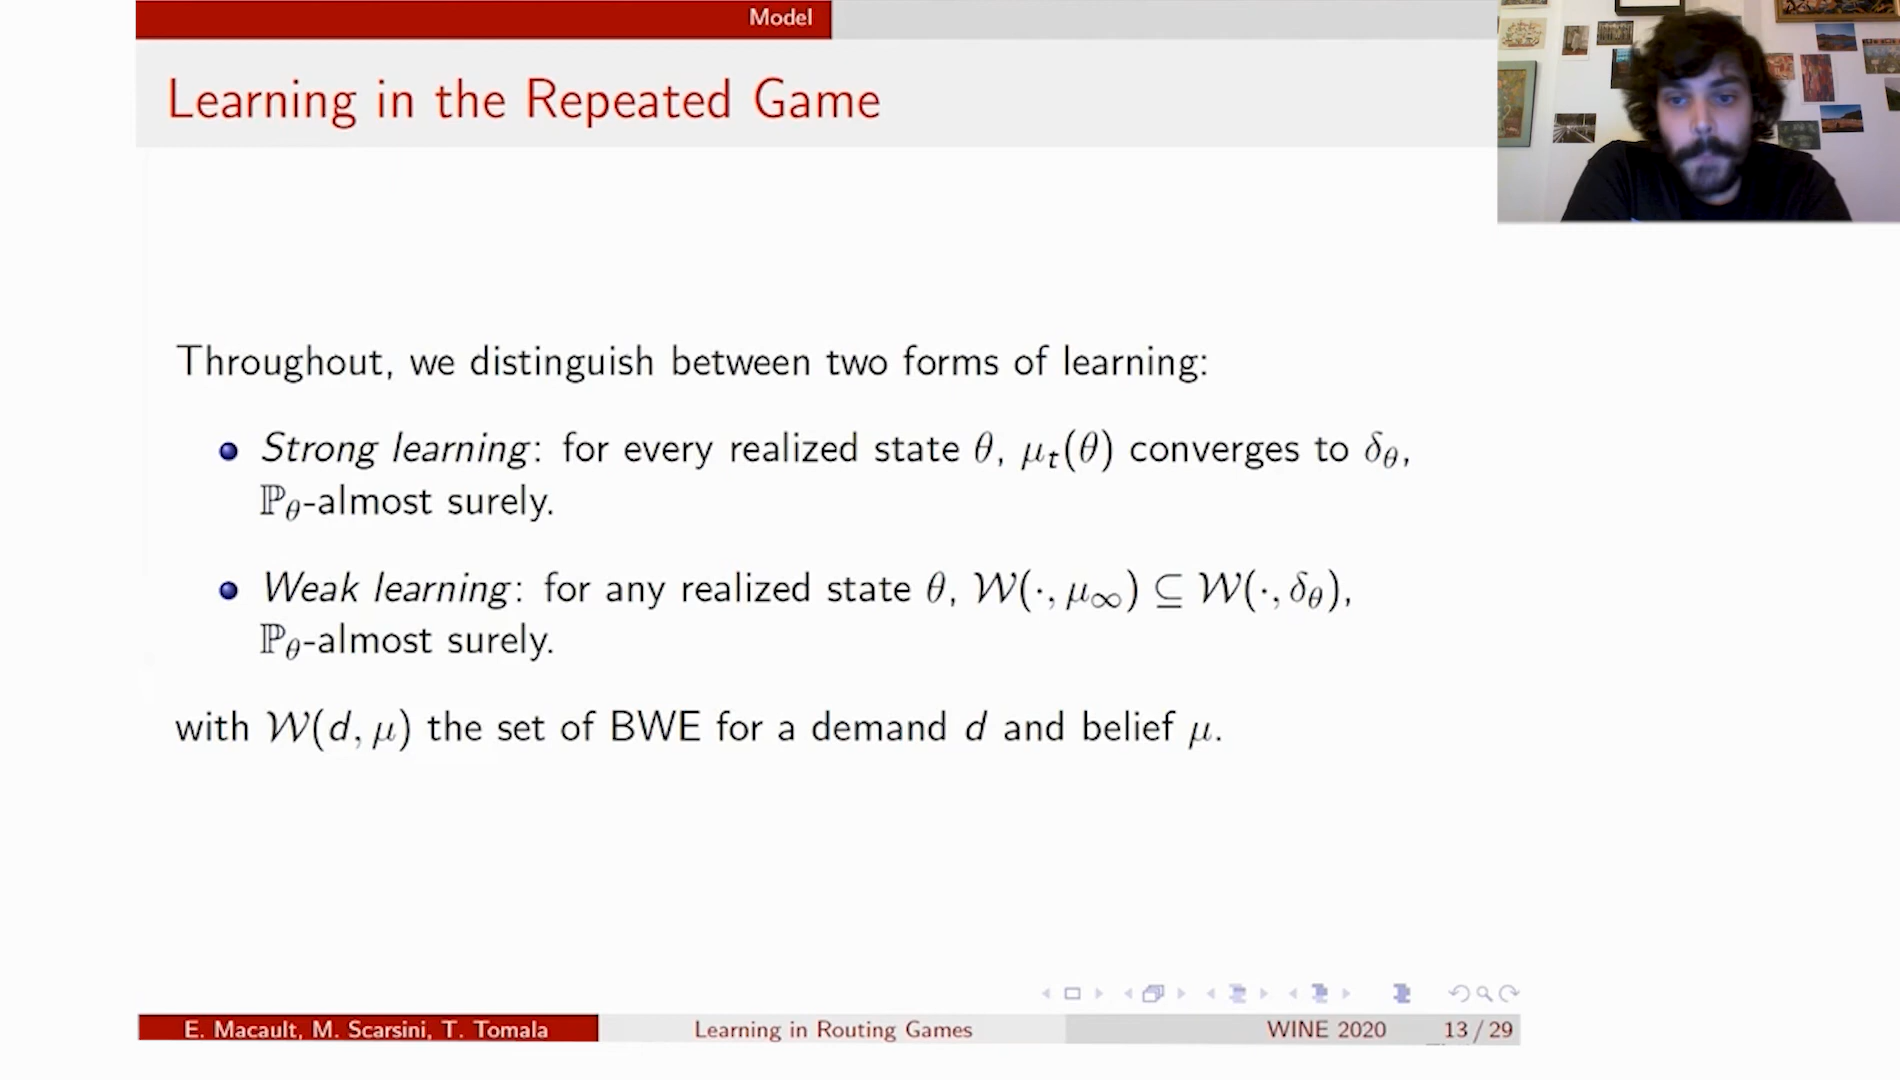 Model
Learning in the Repeated Game
Throughout, we distinguish between two forms of learning:
Strong learning: for every realized state θ, μₜ(θ) converges to δ_θ,
ℙ_θ-almost surely.
Weak learning: for any realized state θ, 𝒲(·, μ_∞) ⊆ 𝒲(·, δ_θ),
ℙ_θ-almost surely.
with 𝒲(d, μ) the set of BWE for a demand d and belief μ.
E. Macault, M. Scarsini, T. Tomala
Learning in Routing Games
WINE 2020
13 / 29